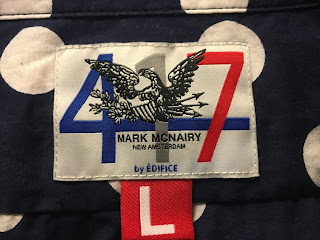 417
MARK MCNAIRY
NEW AMSTERDAM
by ÉDIFICE
L